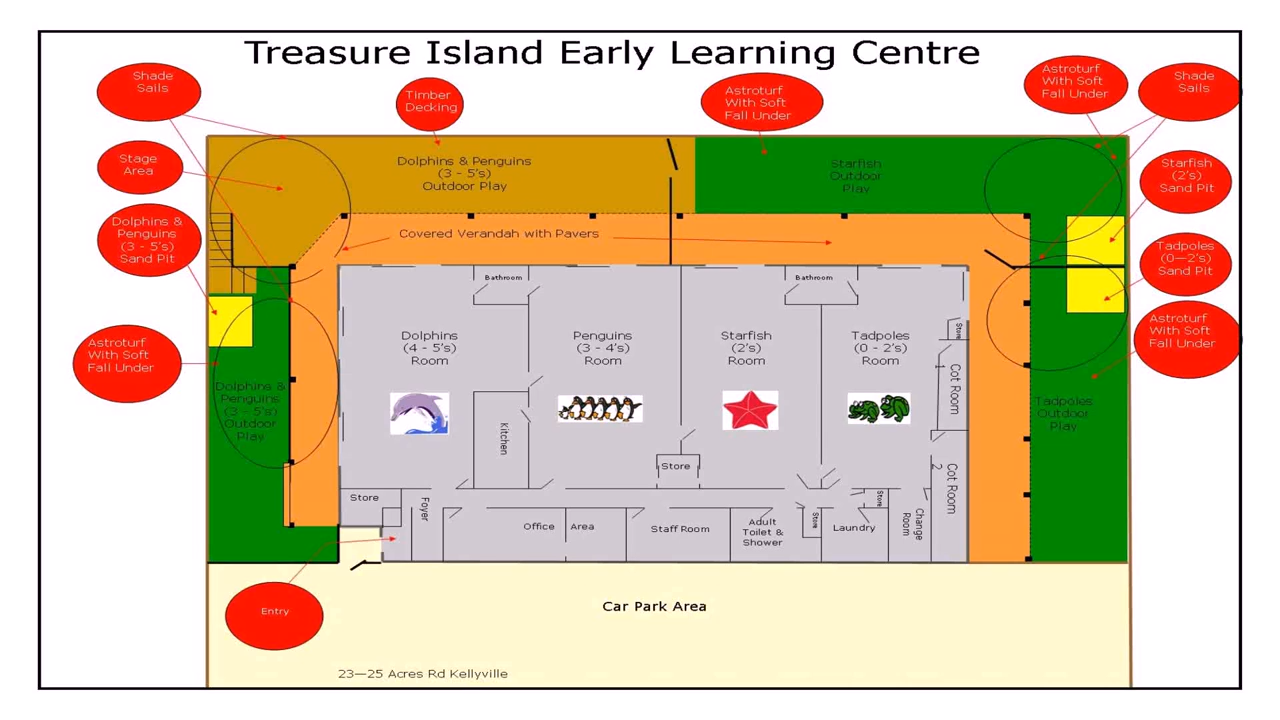 Treasure Island Early Learning Centre
Shade
Sails
Timber
Decking
Astroturf
With Soft
Fall Under
Astroturf
With Soft
Fall Under
Shade
Sails
Stage
Area
Dolphins & Penguins
(3 - 5's)
Outdoor Play
Starfish
Outdoor
Play
Starfish
(2's)
Sand Pit
Dolphins &
Penguins
(3 - 5's)
Sand Pit
Covered Verandah with Pavers
Tadpoles
(0—2's)
Sand Pit
Bathroom
Bathroom
Astroturf
With Soft
Fall Under
Dolphins
(4 - 5's)
Room
Penguins
(3 - 4's)
Room
Starfish
(2's)
Room
Tadpoles
(0 - 2's)
Room
Store
Astroturf
With Soft
Fall Under
Dolphins &
Penguins
(3 - 5's)
Outdoor
Play
Kitchen
Cot Room
1
Tadpoles
Outdoor
Play
Store
Cot Room
2
Store
Foyer
Office
Area
Staff Room
Adult
Toilet &
Shower
Store
Laundry
Store
Change
Room
Entry
Car Park Area
23—25 Acres Rd Kellyville